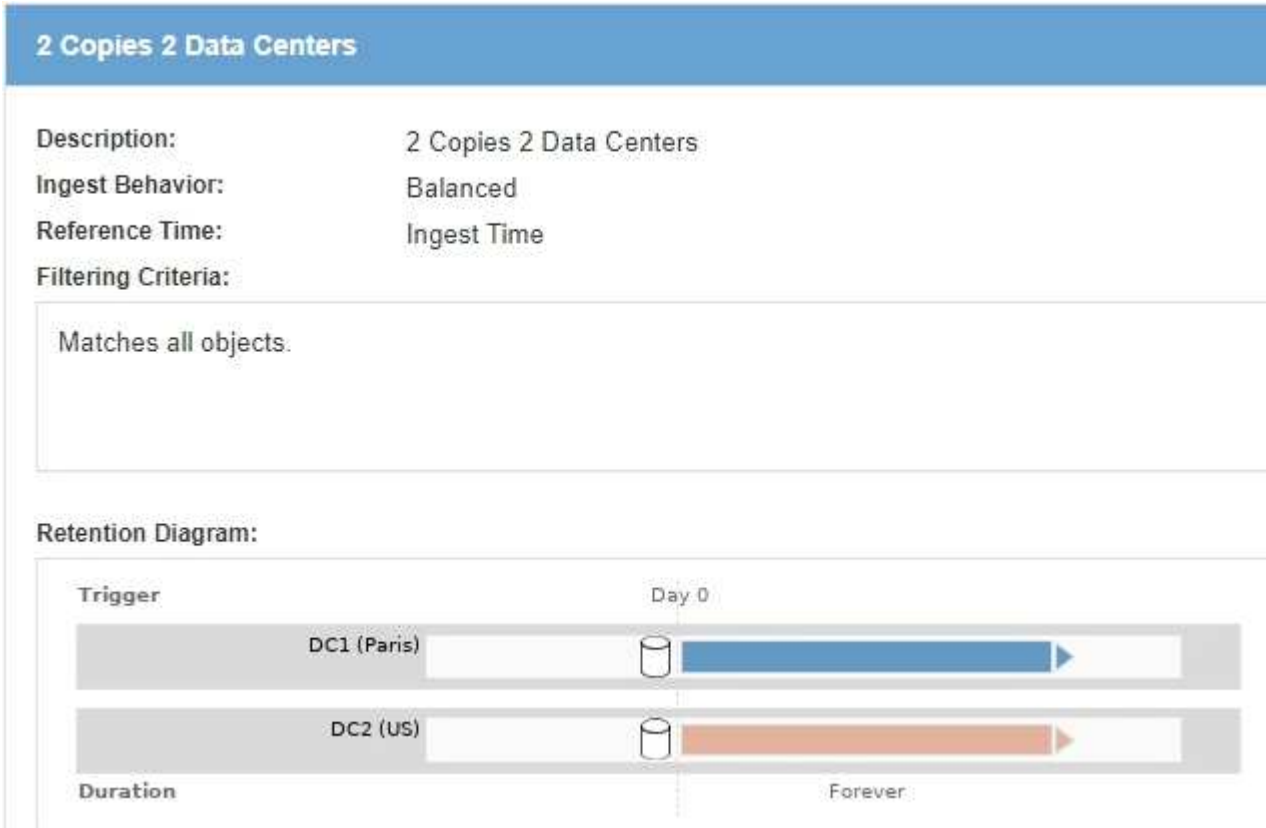 2 Copies 2 Data Centers
Description: 2 Copies 2 Data Centers
Ingest Behavior: Balanced
Reference Time: Ingest Time
Filtering Criteria:
Matches all objects.
Retention Diagram:
Trigger Day 0
DC1 (Paris)
DC2 (US)
Duration Forever